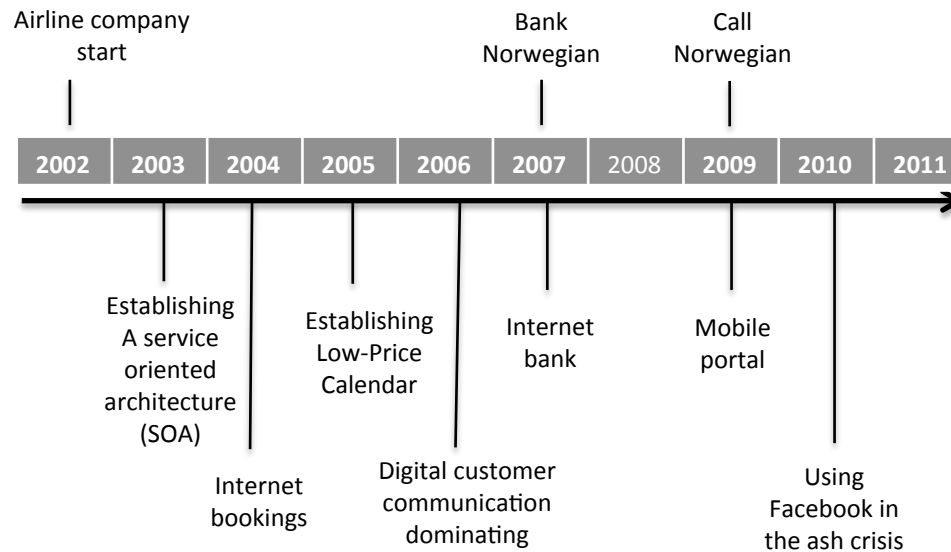 Airline company
start
Bank
Norwegian
Call
Norwegian
2002 2003 2004 2005 2006 2007 2008 2009 2010 2011
Establishing
A service
oriented
architecture
(SOA)
Internet
bookings
Establishing
Low-Price
Calendar
Digital customer
communication
dominating
Internet
bank
Mobile
portal
Using
Facebook in
the ash crisis